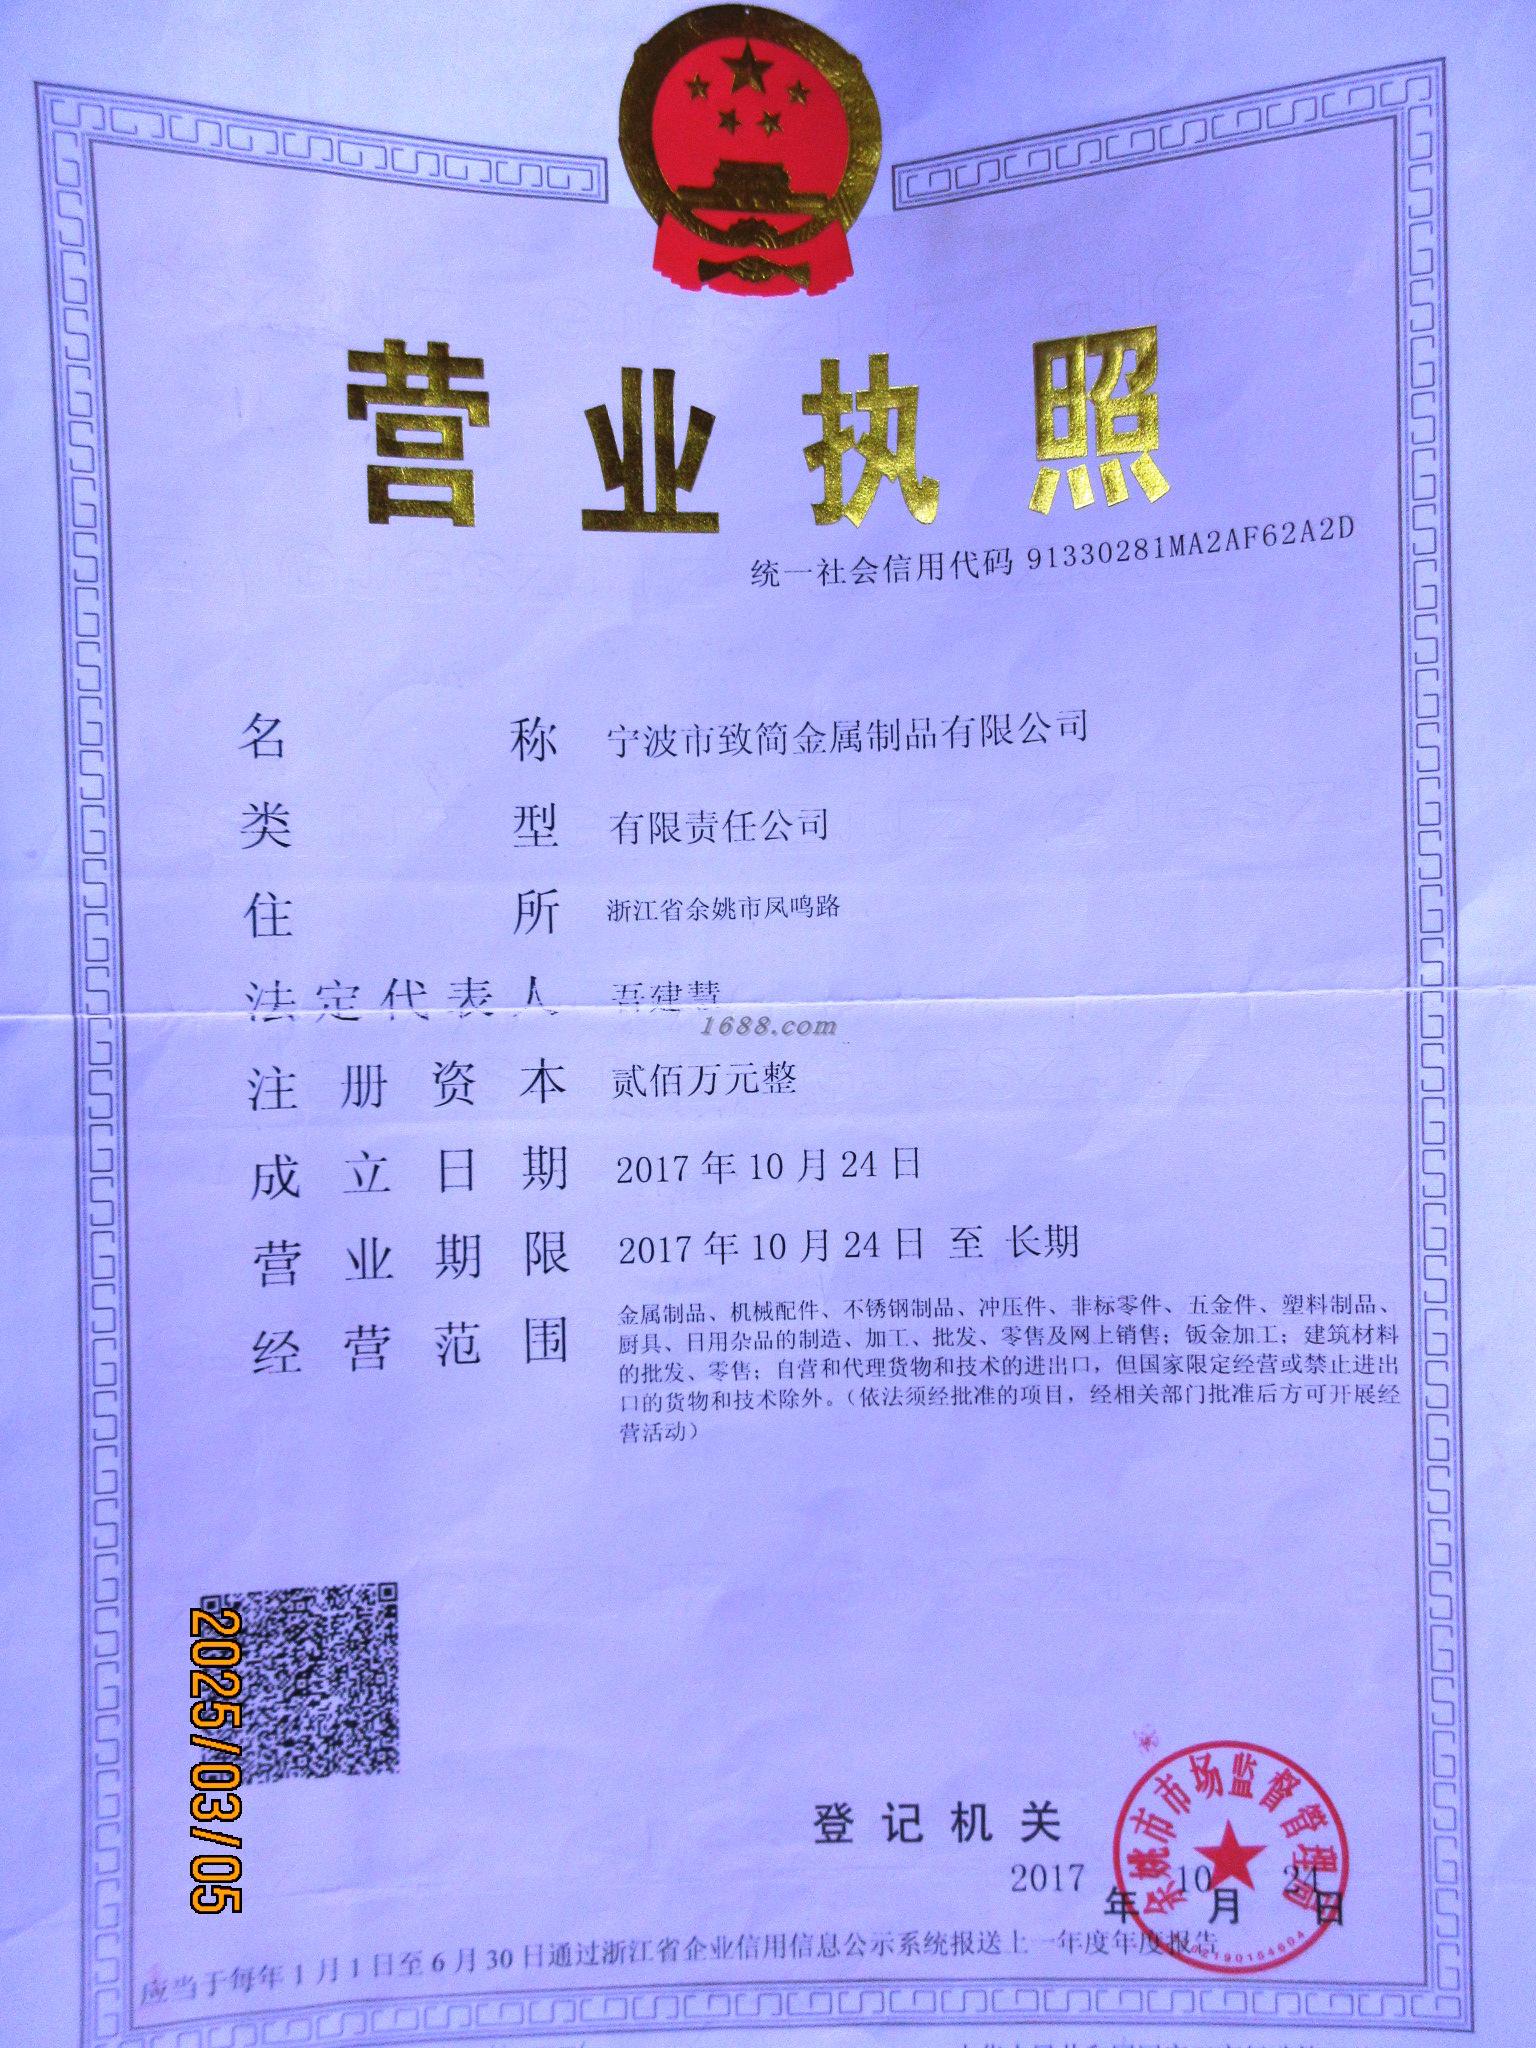 营业执照
统一社会信用代码 91330281MA2AF62A2D
名称 宁波市致简金属制品有限公司
类型 有限责任公司
住所 浙江省余姚市凤鸣路
法定代表人 吾建慧
1688.com
注册资本 贰佰万元整
成立日期 2017年10月24日
营业期限 2017年10月24日 至 长期
经营范围 金属制品、机械配件、不锈钢制品、冲压件、非标零件、五金件、塑料制品、
厨具、日用杂品的制造、加工、批发、零售及网上销售；钣金加工；建筑材料
的批发、零售；自营和代理货物和技术的进出口，但国家限定经营或禁止进出
口的货物和技术除外。（依法须经批准的项目，经相关部门批准后方可开展经
营活动）
2025/03/05
登记机关
余姚市市场监督管理局
2017年10月24日
应当于每年1月1日至6月30日通过浙江省企业信用信息公示系统报送上一年度年度报告